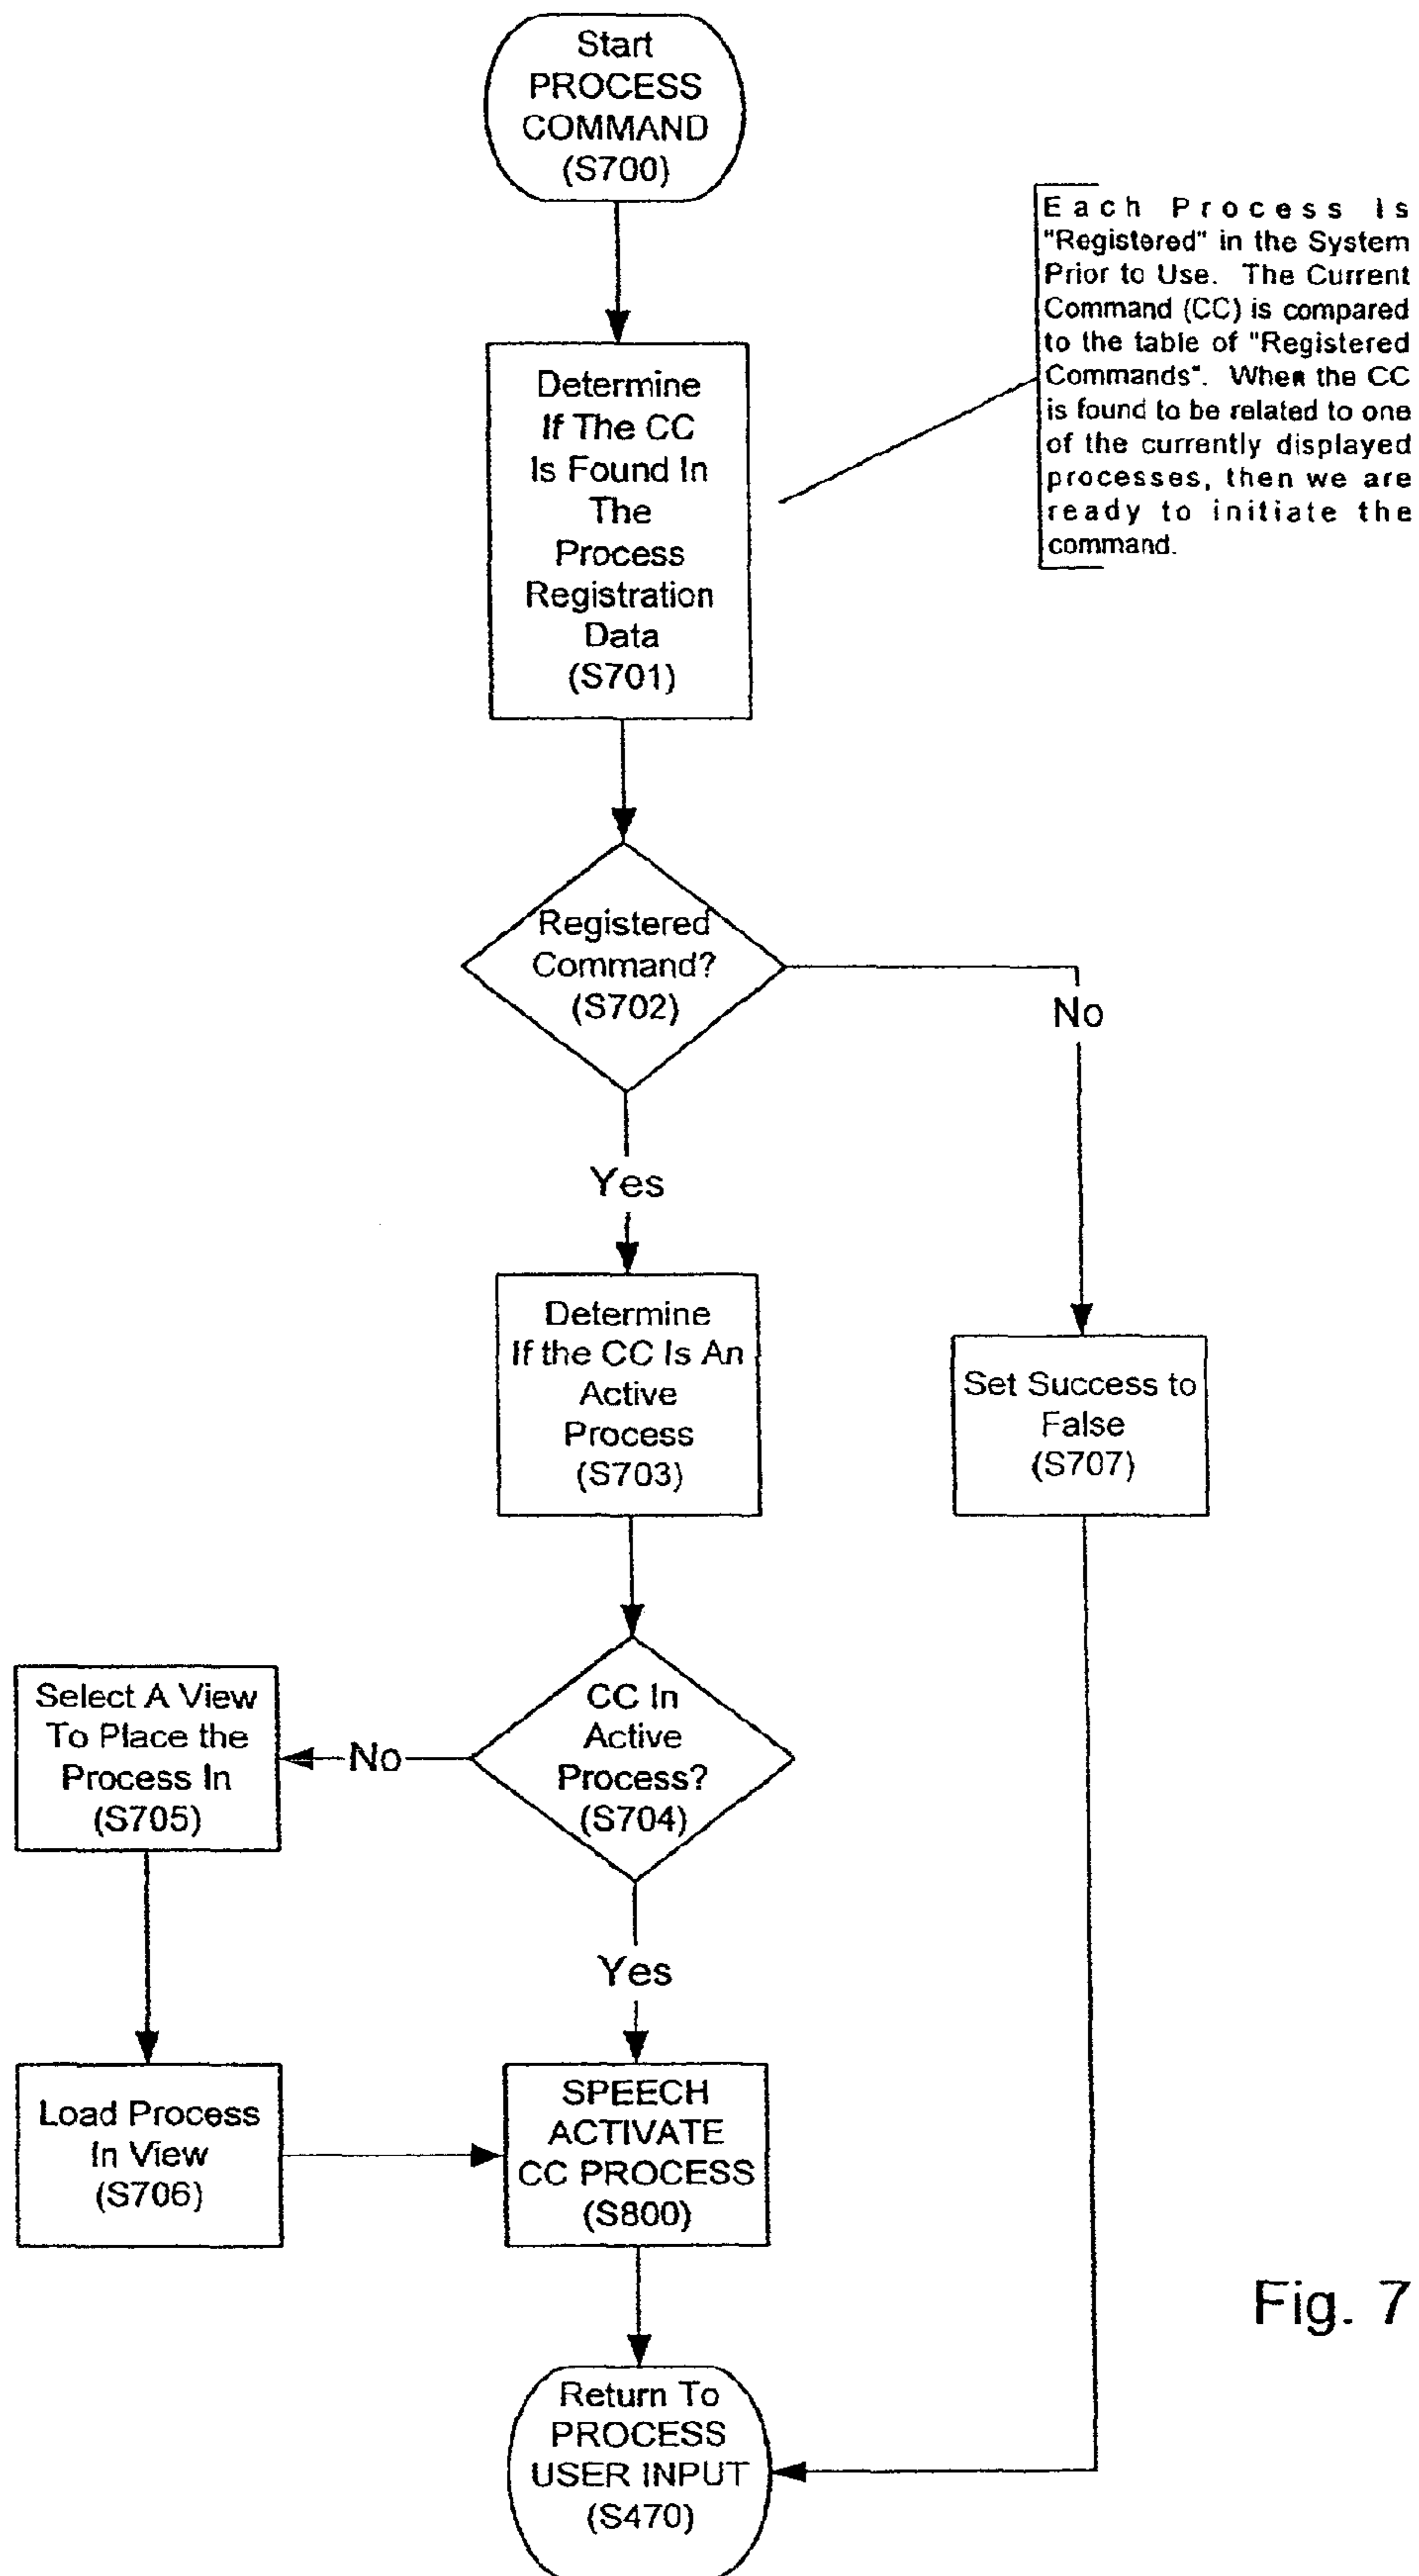 Start
PROCESS
COMMAND
(S700)
Each Process Is
"Registered" in the System
Prior to Use. The Current
Command (CC) is compared
to the table of "Registered
Commands". When the CC
is found to be related to one
of the currently displayed
processes, then we are
ready to initiate the
command.
Determine
If The CC
Is Found In
The
Process
Registration
Data
(S701)
Registered
Command?
(S702)
No
Yes
Determine
If the CC Is An
Active
Process
(S703)
Set Success to
False
(S707)
CC In
Active
Process?
(S704)
No
Select A View
To Place the
Process In
(S705)
Yes
Load Process
In View
(S706)
SPEECH
ACTIVATE
CC PROCESS
(S800)
Return To
PROCESS
USER INPUT
(S470)
Fig. 7